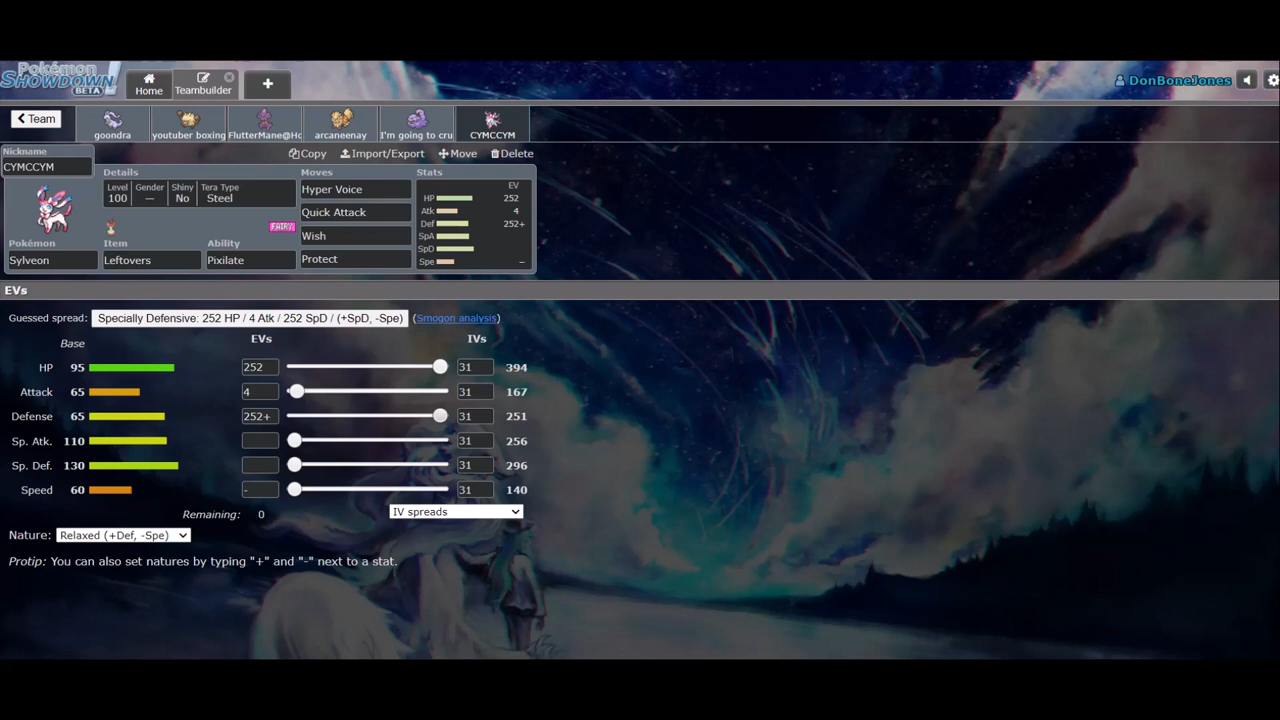 Pokémon
SHOWDOWN!
BETA
Home
Teambuilder
+
DonBoneJones
Team
goondra
youtuber boxing
FlutterMane@Ho
arcaneenay
I'm going to cru
CYMCCYM
Nickname
CYMCCYM
Copy Import/Export Move Delete
Details
Level Gender Shiny Tera Type
100 — No Steel
FAIRY
Pokémon Item Ability
Sylveon Leftovers Pixilate
Moves
Hyper Voice
Quick Attack
Wish
Protect
Stats
EV
HP 252
Atk 4
Def 252+
SpA
SpD
Spe –
EVs
Guessed spread: Specially Defensive: 252 HP / 4 Atk / 252 SpD / (+SpD, -Spe) (Smogon analysis)
Base EVs IVs
HP 95 252 31 394
Attack 65 4 31 167
Defense 65 252+ 31 251
Sp. Atk. 110 31 256
Sp. Def. 130 31 296
Speed 60 - 31 140
Remaining: 0 IV spreads
Nature: Relaxed (+Def, -Spe)
Protip: You can also set natures by typing "+" and "-" next to a stat.